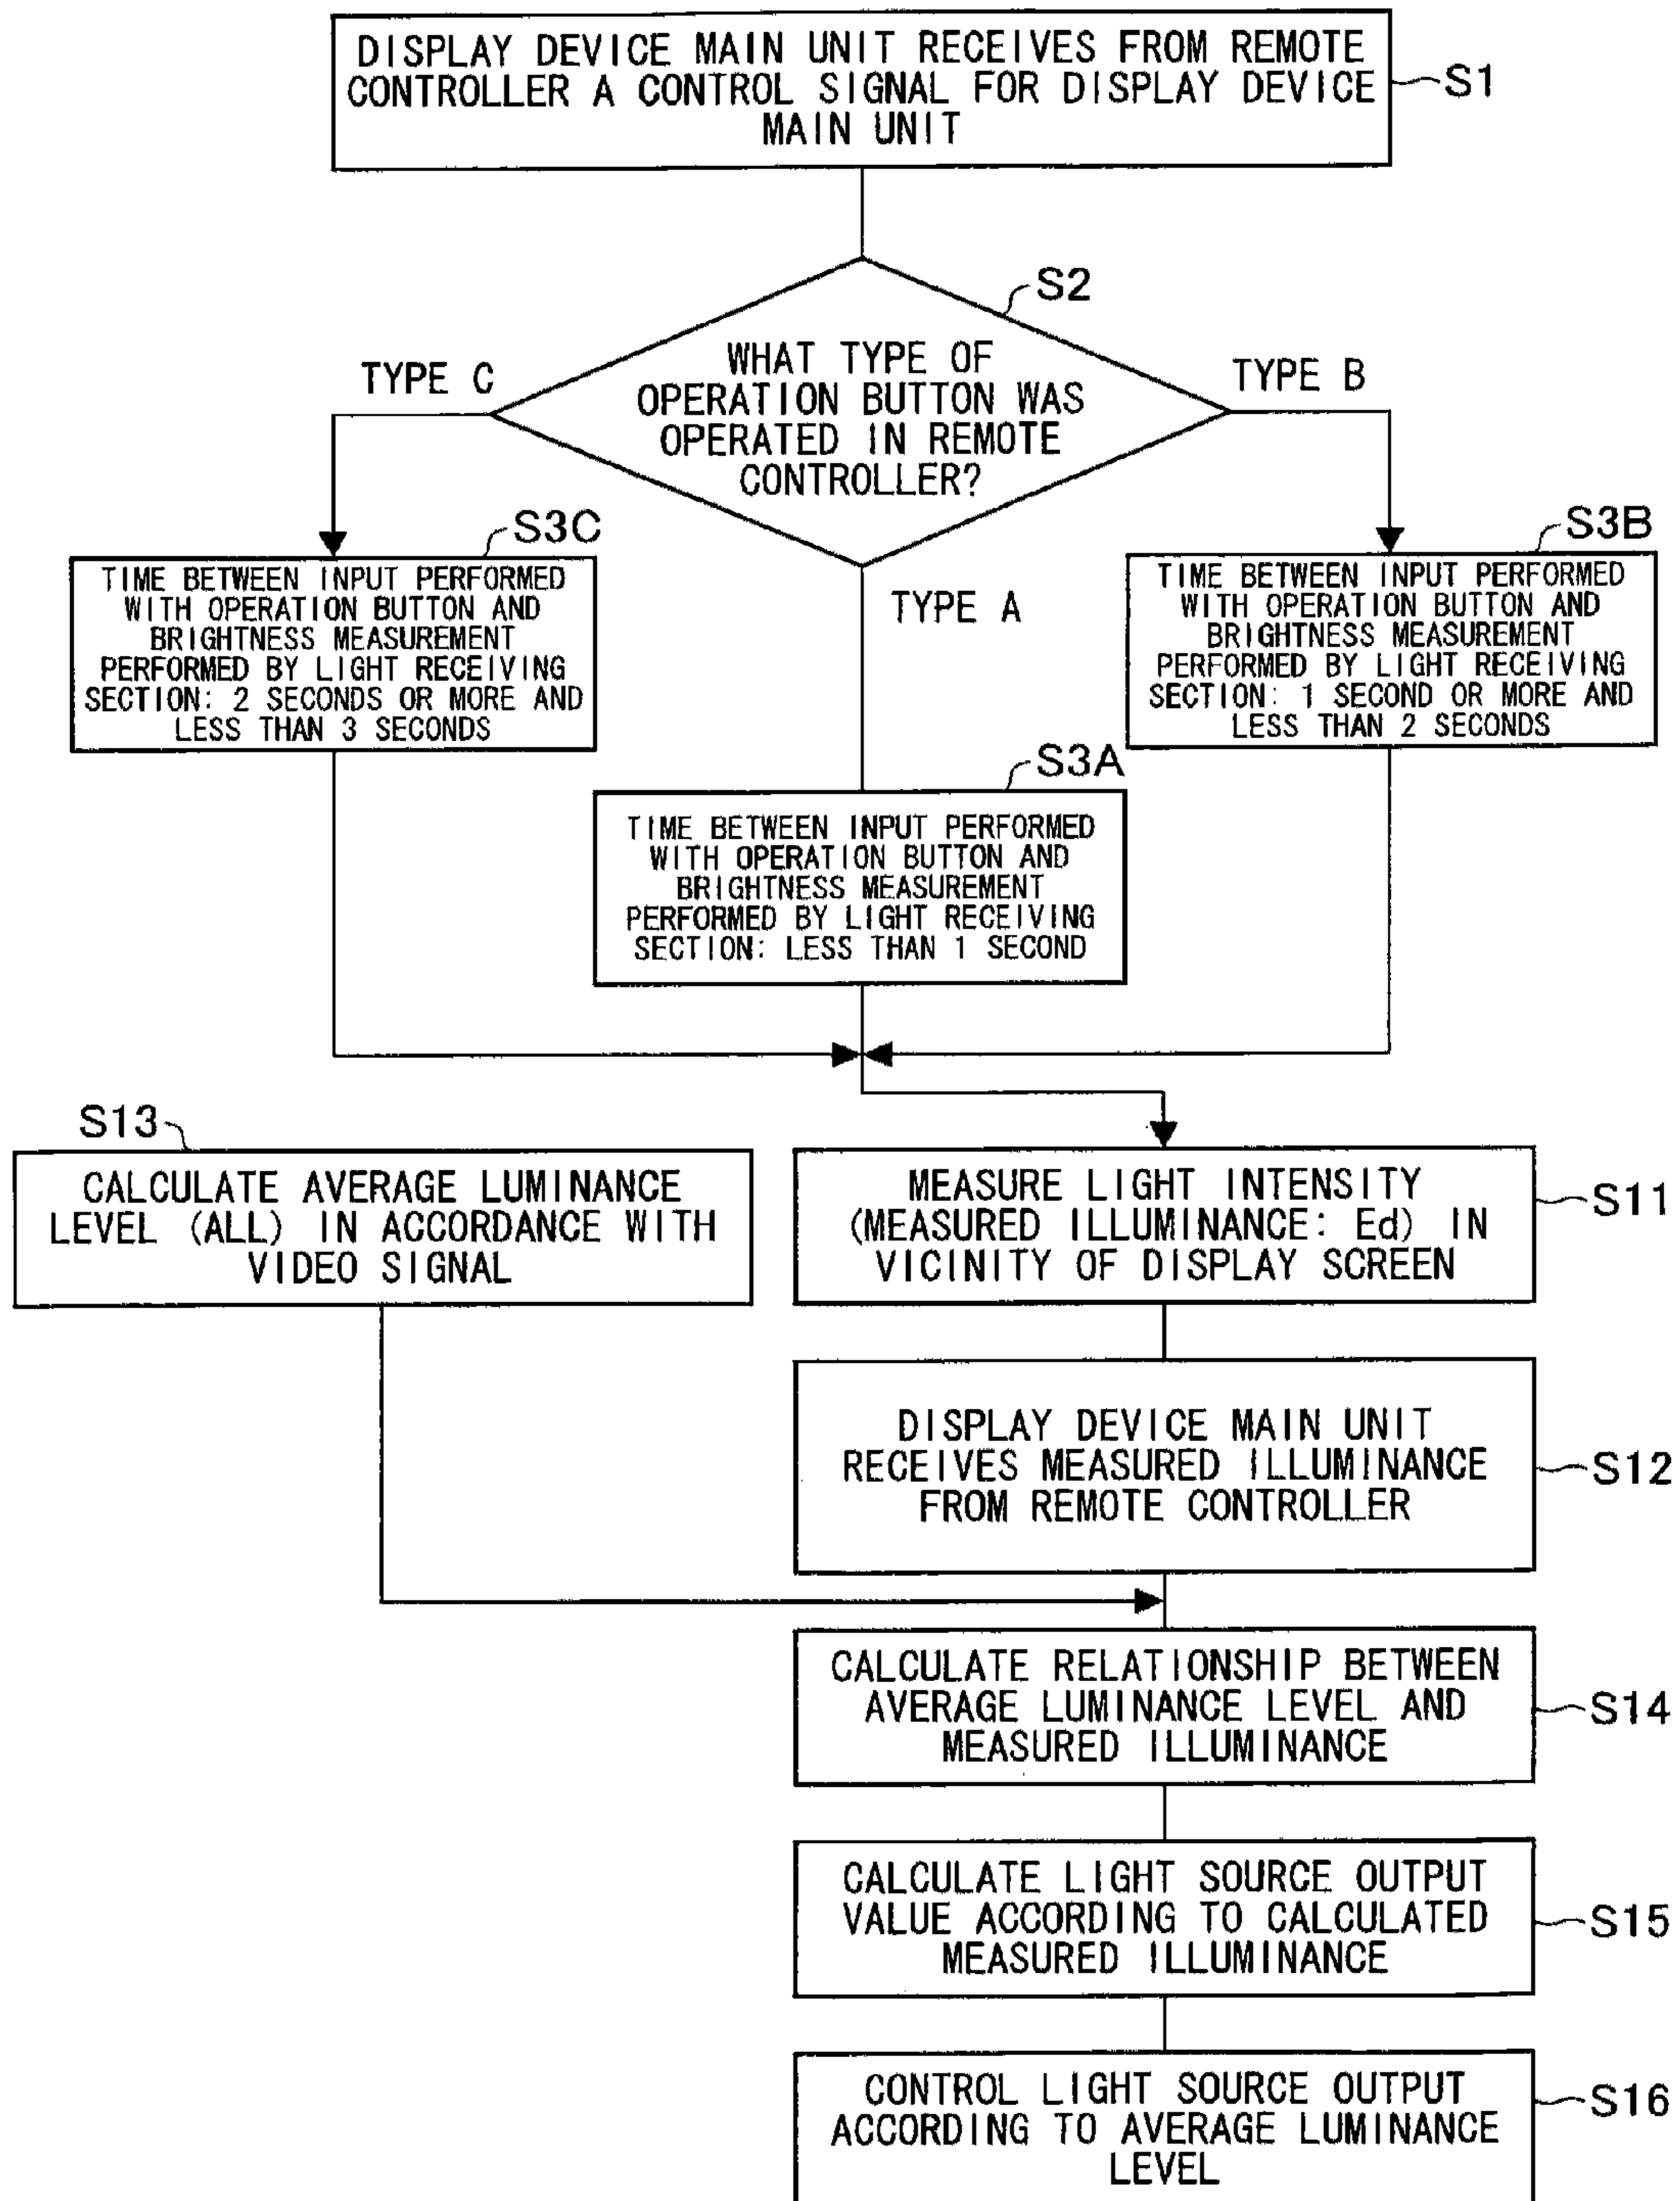 DISPLAY DEVICE MAIN UNIT RECEIVES FROM REMOTE
CONTROLLER A CONTROL SIGNAL FOR DISPLAY DEVICE
MAIN UNIT
S1
S2
WHAT TYPE OF
OPERATION BUTTON WAS
OPERATED IN REMOTE
CONTROLLER?
TYPE C
TYPE B
TYPE A
S3C
TIME BETWEEN INPUT PERFORMED
WITH OPERATION BUTTON AND
BRIGHTNESS MEASUREMENT
PERFORMED BY LIGHT RECEIVING
SECTION: 2 SECONDS OR MORE AND
LESS THAN 3 SECONDS
S3B
TIME BETWEEN INPUT PERFORMED
WITH OPERATION BUTTON AND
BRIGHTNESS MEASUREMENT
PERFORMED BY LIGHT RECEIVING
SECTION: 1 SECOND OR MORE AND
LESS THAN 2 SECONDS
S3A
TIME BETWEEN INPUT PERFORMED
WITH OPERATION BUTTON AND
BRIGHTNESS MEASUREMENT
PERFORMED BY LIGHT RECEIVING
SECTION: LESS THAN 1 SECOND
S13
CALCULATE AVERAGE LUMINANCE
LEVEL (ALL) IN ACCORDANCE WITH
VIDEO SIGNAL
MEASURE LIGHT INTENSITY
(MEASURED ILLUMINANCE: Ed) IN
VICINITY OF DISPLAY SCREEN
S11
DISPLAY DEVICE MAIN UNIT
RECEIVES MEASURED ILLUMINANCE
FROM REMOTE CONTROLLER
S12
CALCULATE RELATIONSHIP BETWEEN
AVERAGE LUMINANCE LEVEL AND
MEASURED ILLUMINANCE
S14
CALCULATE LIGHT SOURCE OUTPUT
VALUE ACCORDING TO CALCULATED
MEASURED ILLUMINANCE
S15
CONTROL LIGHT SOURCE OUTPUT
ACCORDING TO AVERAGE LUMINANCE
LEVEL
S16